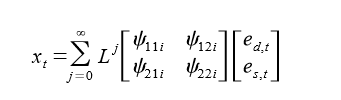 $x_t = \sum_{j=0}^{\infty} L^j \begin{bmatrix} \psi_{11i} & \psi_{12i} \\ \psi_{21i} & \psi_{22i} \end{bmatrix} \begin{bmatrix} e_{d,t} \\ e_{s,t} \end{bmatrix}$